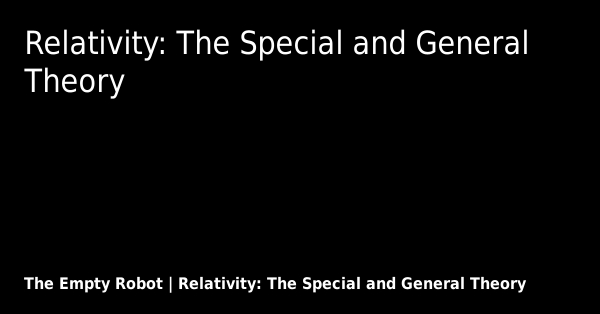 Relativity: The Special and General
Theory
The Empty Robot | Relativity: The Special and General Theory